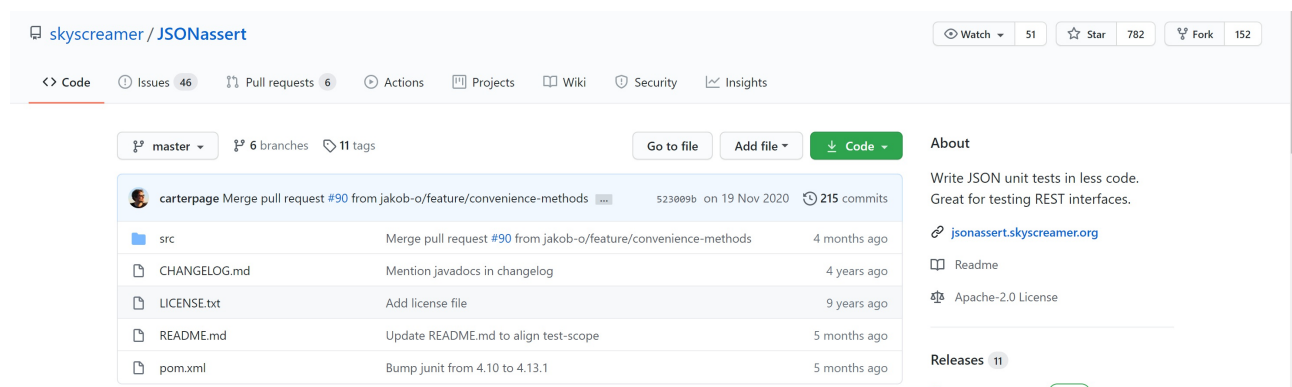 skyscreamer / JSONassert
Watch 51 Star 782 Fork 152
Code Issues 46 Pull requests 6 Actions Projects Wiki Security Insights
master 6 branches 11 tags Go to file Add file Code
About
Write JSON unit tests in less code.
Great for testing REST interfaces.
carterpage Merge pull request #90 from jakob-o/feature/convenience-methods ... 523009b on 19 Nov 2020 215 commits
jsonassert.skyscreamer.org
src Merge pull request #90 from jakob-o/feature/convenience-methods 4 months ago
Readme
CHANGELOG.md Mention javadocs in changelog 4 years ago
Apache-2.0 License
LICENSE.txt Add license file 9 years ago
README.md Update README.md to align test-scope 5 months ago
Releases 11
pom.xml Bump junit from 4.10 to 4.13.1 5 months ago